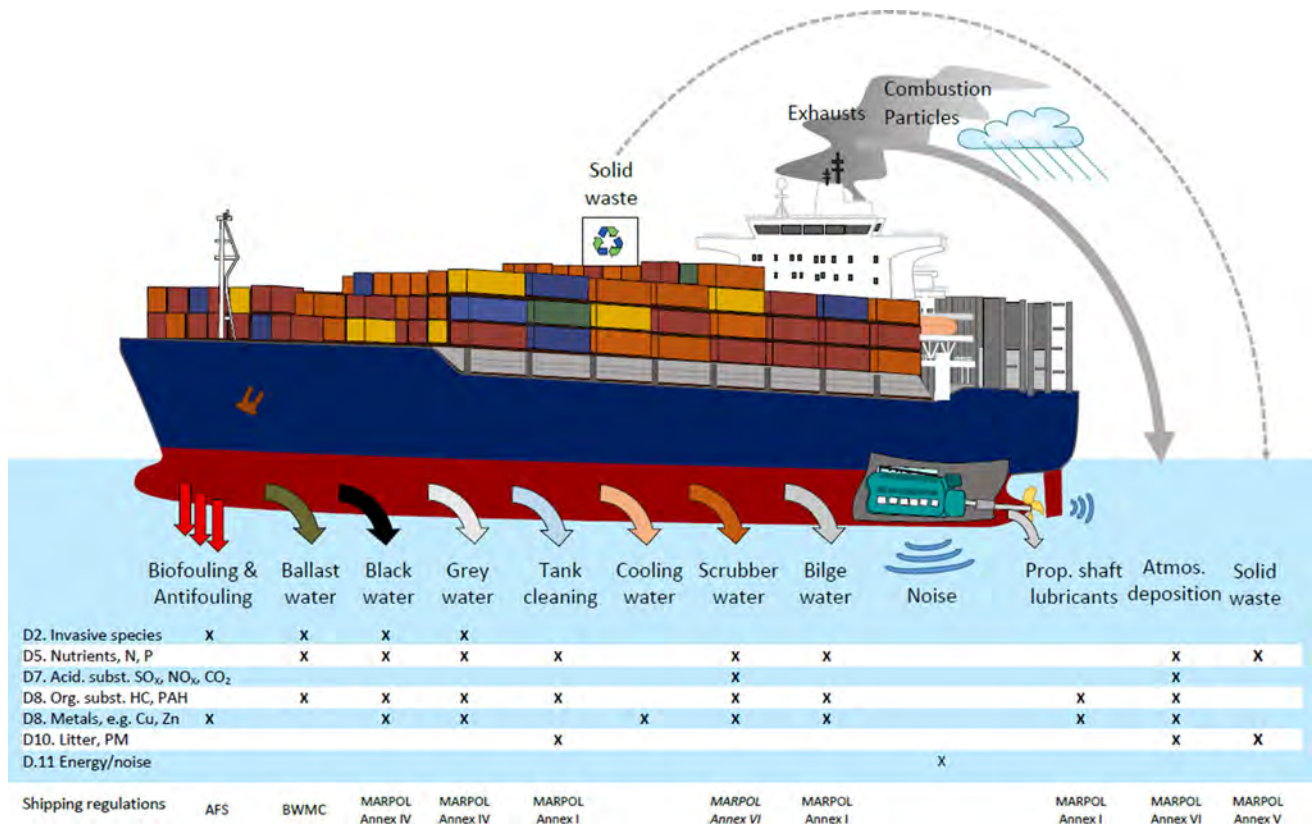 Combustion
Exhausts Particles
Solid
waste
Biofouling & Ballast Black Grey Tank Cooling Scrubber Bilge Prop. shaft Atmos. Solid
Antifouling water water water cleaning water water water Noise lubricants deposition waste
D2. Invasive species x x x x
D5. Nutrients, N, P x x x x x x x x
D7. Acid. subst. SOₓ, NOₓ, CO₂ x x
D8. Org. subst. HC, PAH x x x x x x x x
D8. Metals, e.g. Cu, Zn x x x x x x x x
D10. Litter, PM x x x
D.11 Energy/noise x
Shipping regulations AFS BWMC MARPOL MARPOL MARPOL MARPOL MARPOL MARPOL MARPOL MARPOL
Annex IV Annex IV Annex I Annex VI Annex I Annex I Annex VI Annex V